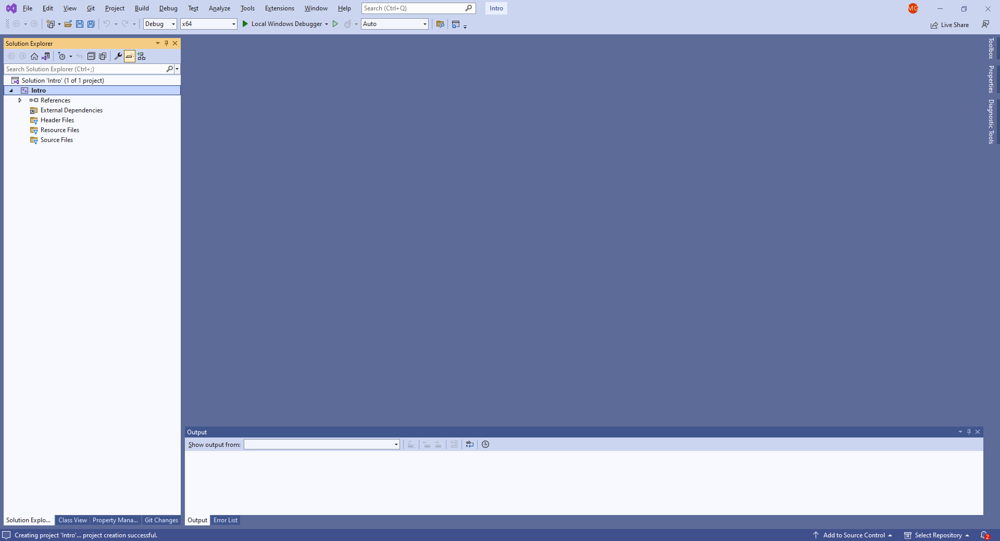 File Edit View Git Project Build Debug Test Analyze Tools Extensions Window Help Search (Ctrl+Q) Intro MG
Debug x64 Local Windows Debugger Auto Live Share
Solution Explorer
Search Solution Explorer (Ctrl+;)
Solution 'Intro' (1 of 1 project)
Intro
References
External Dependencies
Header Files
Resource Files
Source Files
Toolbox
Properties
Diagnostic Tools
Output
Show output from:
Solution Explo... Class View Property Mana... Git Changes Output Error List
Creating project 'Intro'... project creation successful. Add to Source Control Select Repository 2